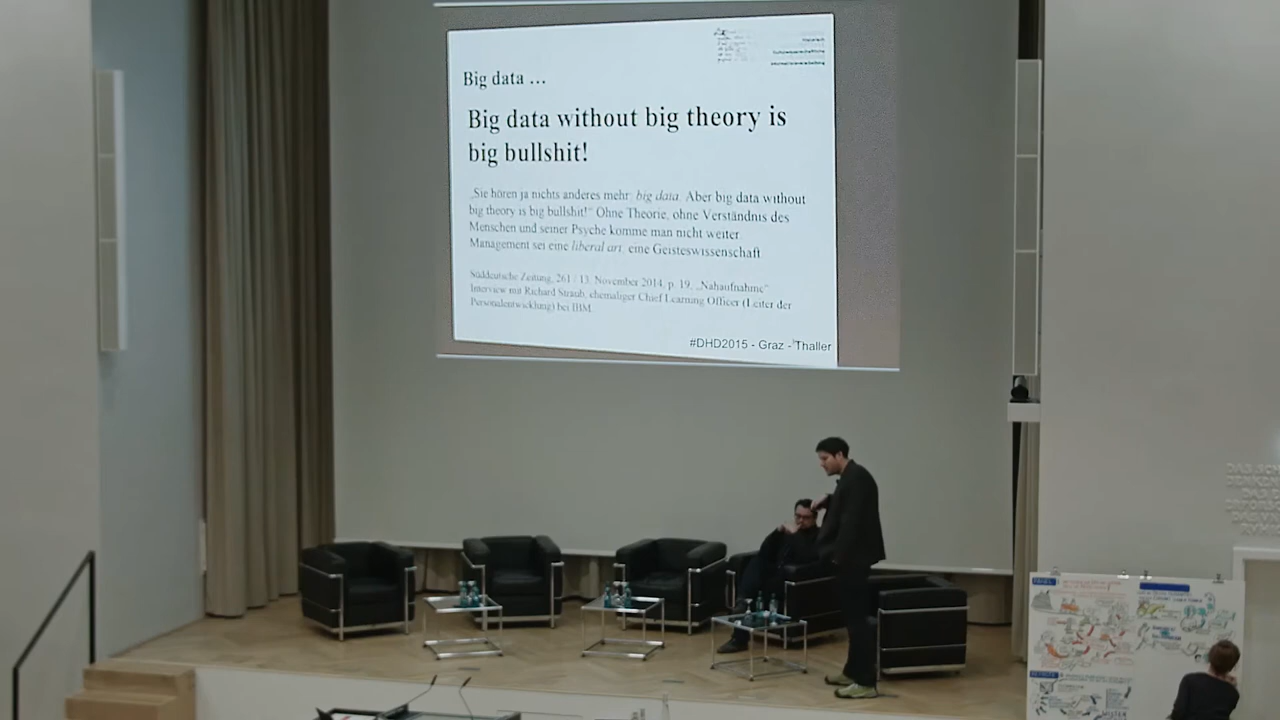 Big data ...
Big data without big theory is
big bullshit!
„Sie hören ja nichts anderes mehr: big data. Aber big data without
big theory is big bullshit!“ Ohne Theorie, ohne Verständnis des
Menschen und seiner Psyche komme man nicht weiter
Management sei eine liberal art, eine Geisteswissenschaft
Süddeutsche Zeitung, 261 / 13. November 2014, p. 19, „Nahaufnahme“
Interview mit Richard Straub, ehemaliger Chief Learning Officer (Leiter der
Personalentwicklung) bei IBM.
#DHD2015 - Graz - Thaller